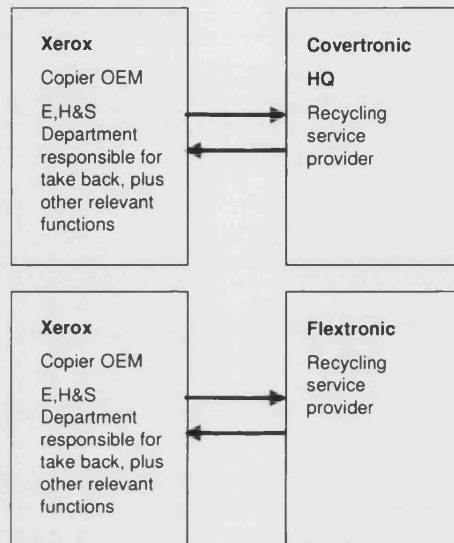 Xerox
Copier OEM
E,H&S
Department
responsible for
take back, plus
other relevant
functions
Covertronic
HQ
Recycling
service
provider
Xerox
Copier OEM
E,H&S
Department
responsible for
take back, plus
other relevant
functions
Flextronic
Recycling
service
provider